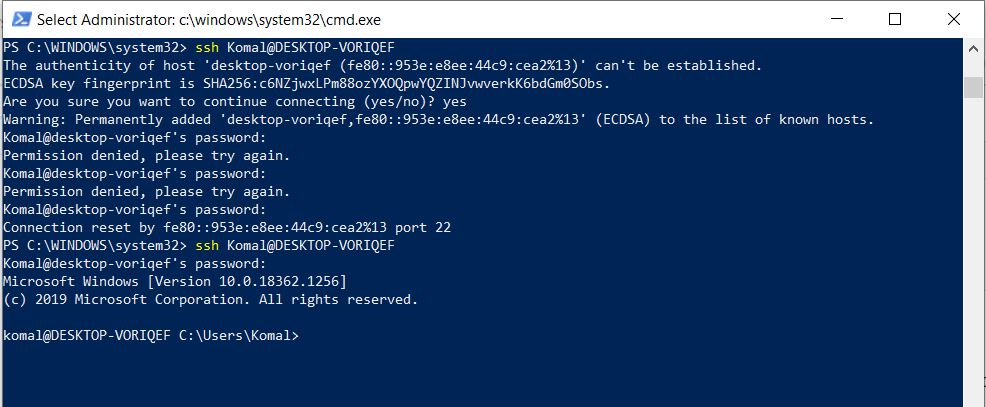 Select Administrator: c:\windows\system32\cmd.exe
PS C:\WINDOWS\system32> ssh Komal@DESKTOP-VORIQEF
The authenticity of host 'desktop-voriqef (fe80::953e:e8ee:44c9:cea2%13)' can't be established.
ECDSA key fingerprint is SHA256:c6NZjwxLPm88ozYXOQpwYQZINJvwverkK6bdGm0SObs.
Are you sure you want to continue connecting (yes/no)? yes
Warning: Permanently added 'desktop-voriqef,fe80::953e:e8ee:44c9:cea2%13' (ECDSA) to the list of known hosts.
Komal@desktop-voriqef's password:
Permission denied, please try again.
Komal@desktop-voriqef's password:
Permission denied, please try again.
Komal@desktop-voriqef's password:
Connection reset by fe80::953e:e8ee:44c9:cea2%13 port 22
PS C:\WINDOWS\system32> ssh Komal@DESKTOP-VORIQEF
Komal@desktop-voriqef's password:
Microsoft Windows [Version 10.0.18362.1256]
(c) 2019 Microsoft Corporation. All rights reserved.
komal@DESKTOP-VORIQEF C:\Users\Komal>